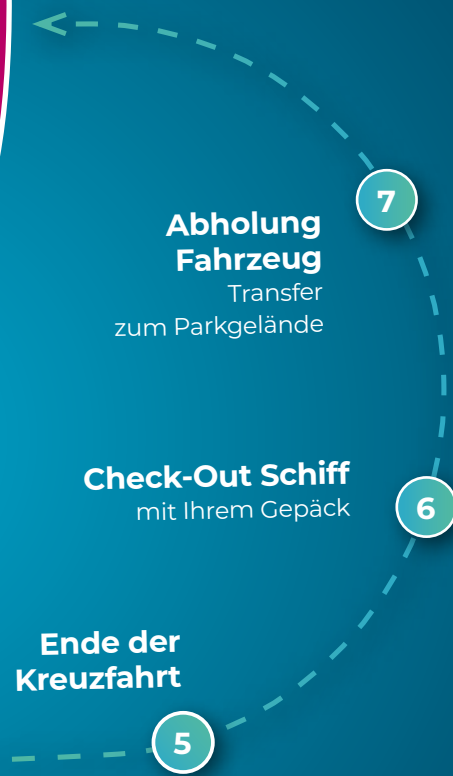 7
Abholung
Fahrzeug
Transfer
zum Parkgelände
Check-Out Schiff
mit Ihrem Gepäck
6
Ende der
Kreuzfahrt
5